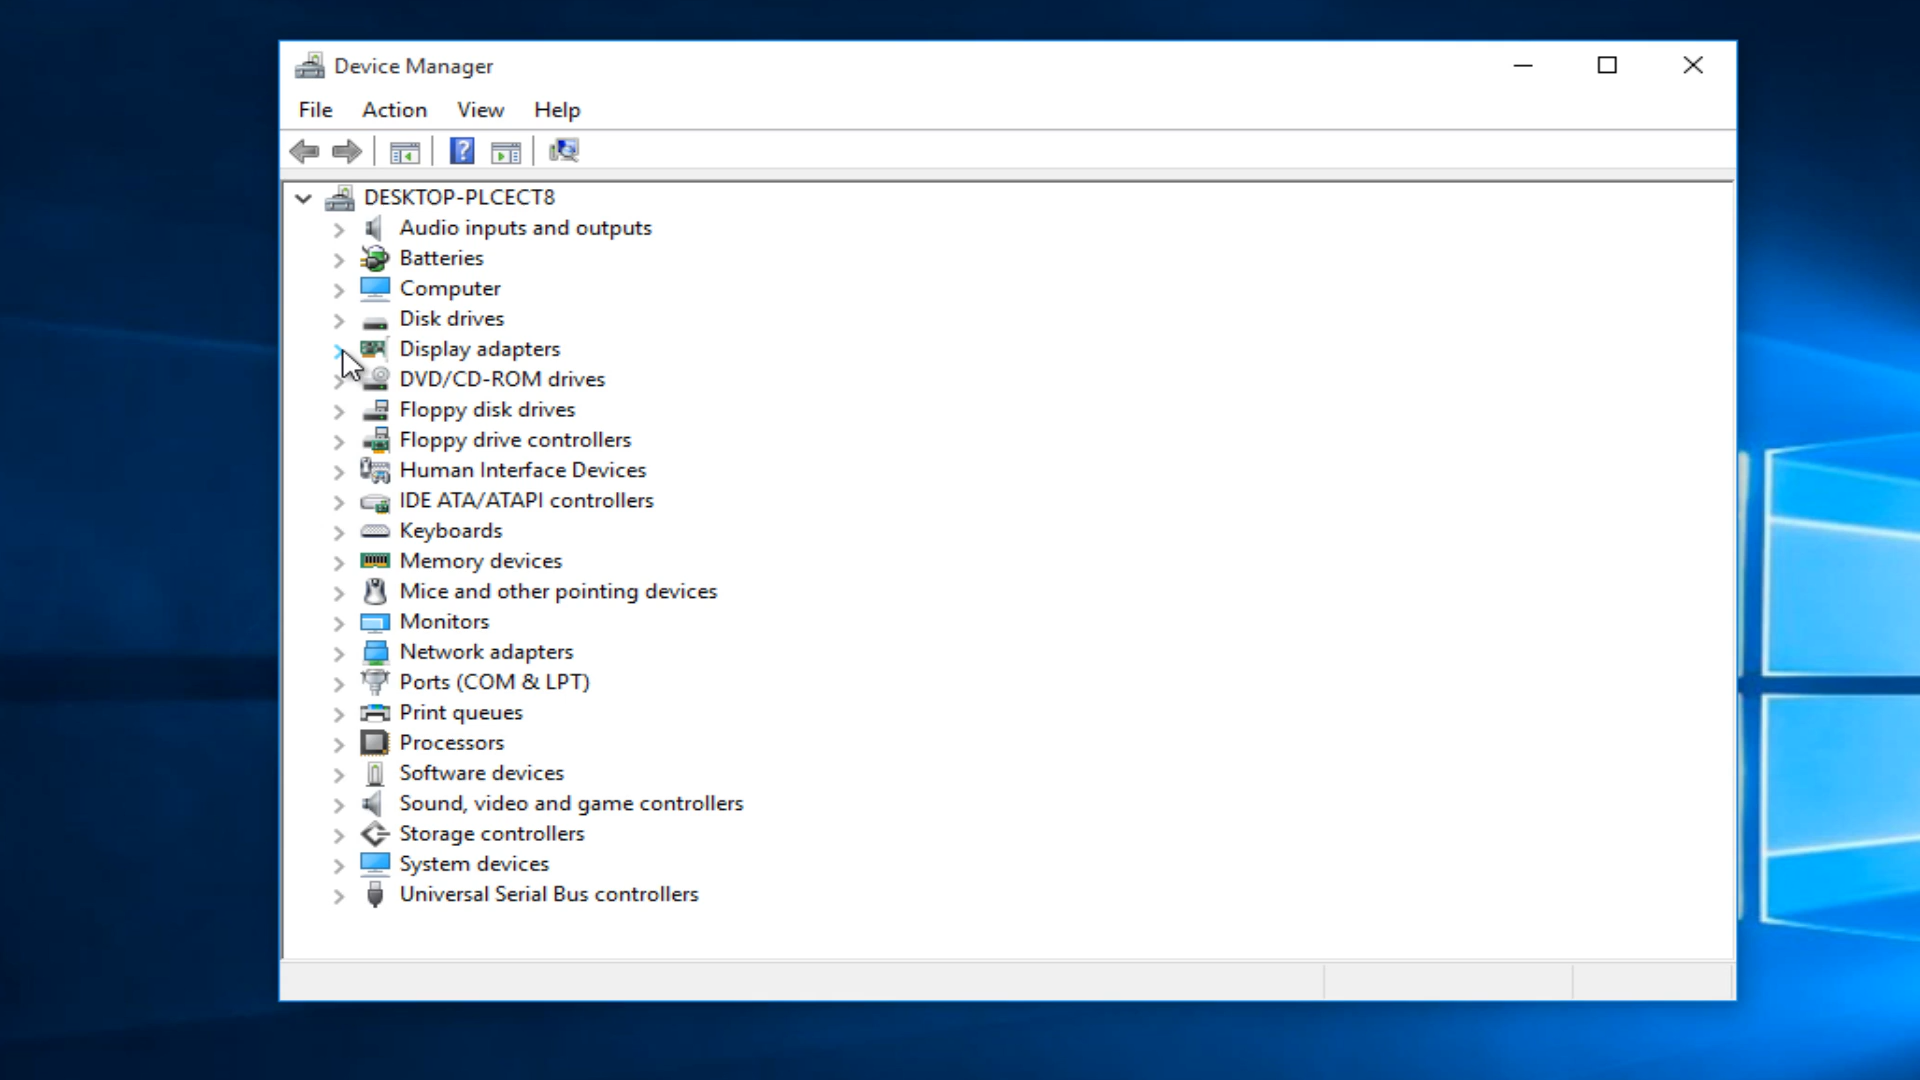 Device Manager
File Action View Help
?
DESKTOP-PLCECT8
Audio inputs and outputs
Batteries
Computer
Disk drives
Display adapters
DVD/CD-ROM drives
Floppy disk drives
Floppy drive controllers
Human Interface Devices
IDE ATA/ATAPI controllers
Keyboards
Memory devices
Mice and other pointing devices
Monitors
Network adapters
Ports (COM & LPT)
Print queues
Processors
Software devices
Sound, video and game controllers
Storage controllers
System devices
Universal Serial Bus controllers